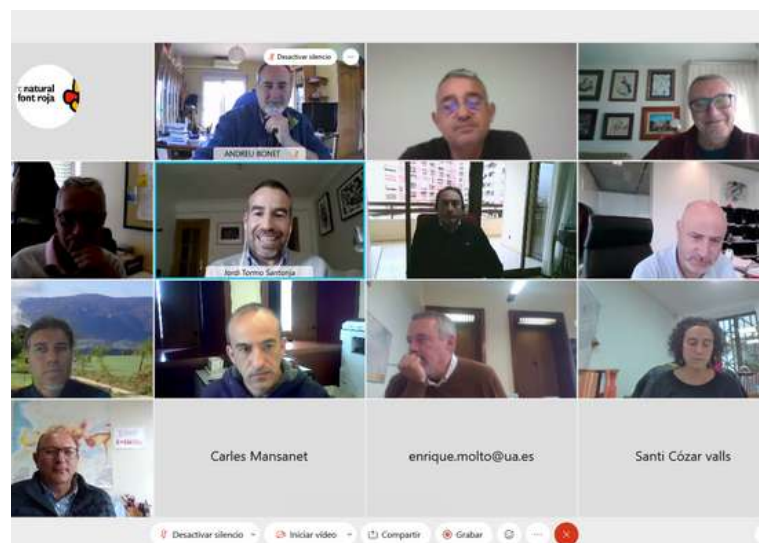 natural
font roja
Desactivar silencio
ANDREU BONET
Jordi Tormo Santonja
Carles Mansanet
enrique.molto@ua.es
Santi Cózar valls
Desactivar silencio
Iniciar vídeo
Compartir
Grabar